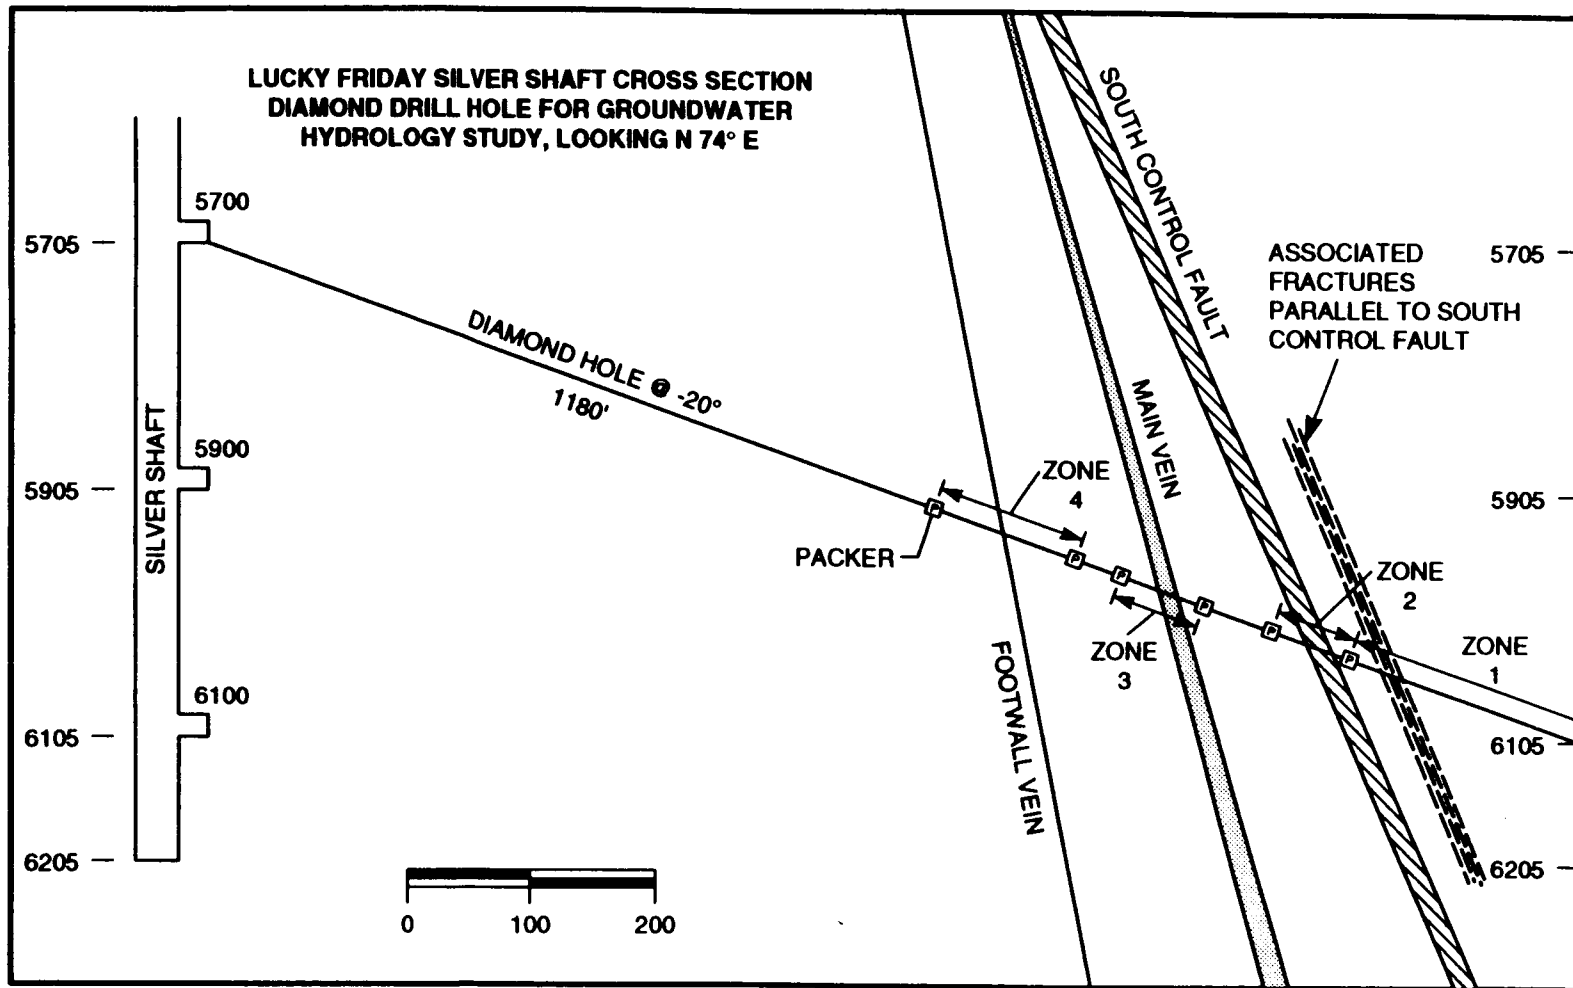 LUCKY FRIDAY SILVER SHAFT CROSS SECTION
DIAMOND DRILL HOLE FOR GROUNDWATER
HYDROLOGY STUDY, LOOKING N 74° E
5700
5705
5900
5905
6100
6105
6205
SILVER SHAFT
DIAMOND HOLE @ -20°
1180'
PACKER
P
P
P
P
P
P
ZONE
4
ZONE
3
ZONE
2
ZONE
1
FOOTWALL VEIN
MAIN VEIN
SOUTH CONTROL FAULT
ASSOCIATED
FRACTURES
PARALLEL TO SOUTH
CONTROL FAULT
5705
5905
6105
6205
0 100 200